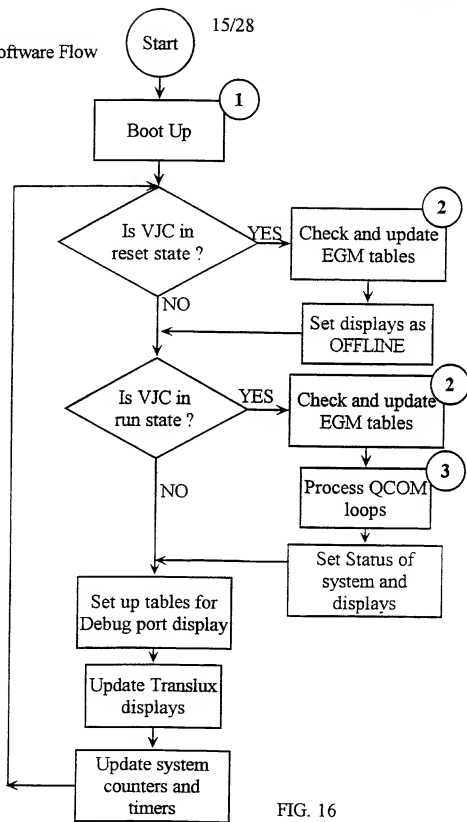 15/28
oftware Flow
Start
1
Boot Up
Is VJC in
reset state ?
YES
2
Check and update
EGM tables
NO
Set displays as
OFFLINE
Is VJC in
run state ?
YES
2
Check and update
EGM tables
3
Process QCOM
loops
NO
Set Status of
system and
displays
Set up tables for
Debug port display
Update Translux
displays
Update system
counters and
timers
FIG. 16